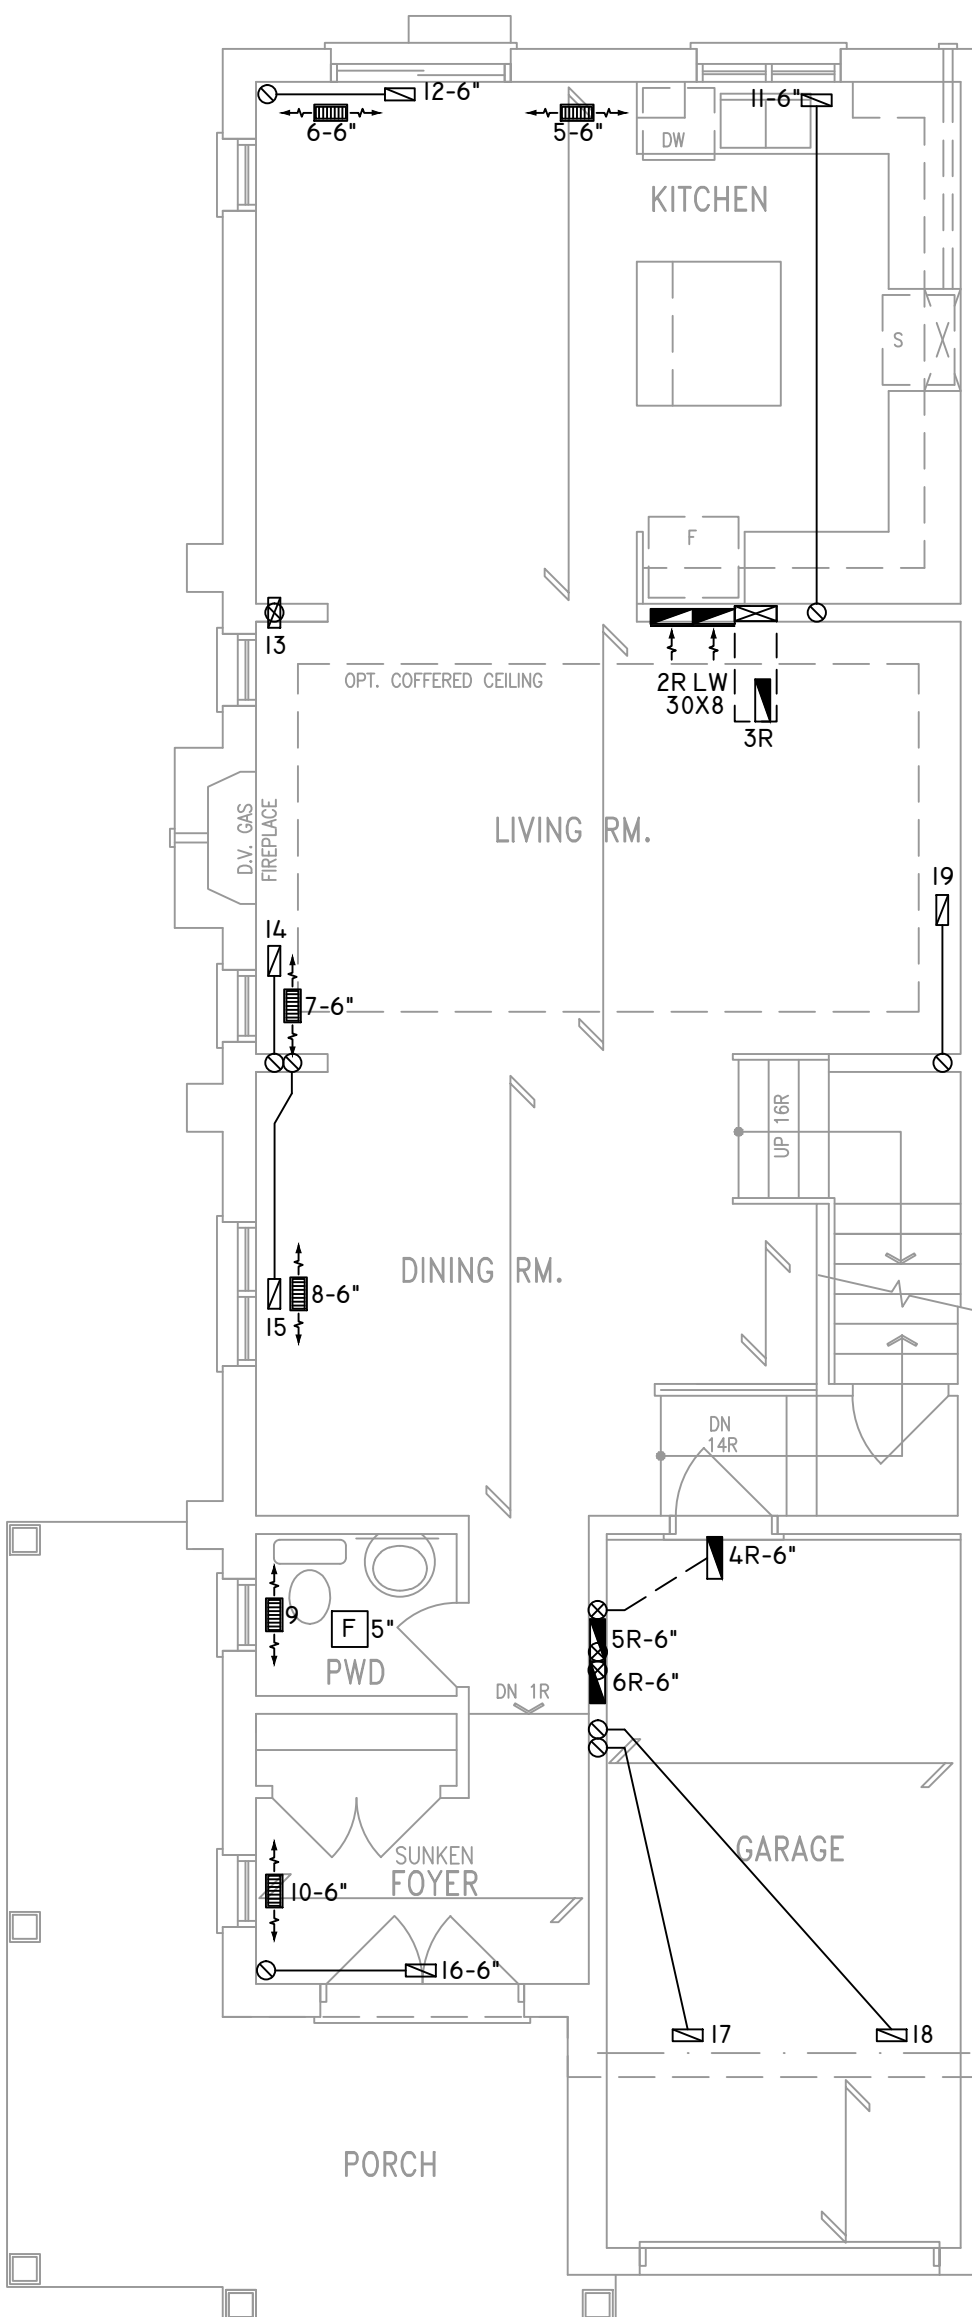 12-6"
11-6"
6-6"
5-6"
DW
KITCHEN
S
F
13
OPT. COFFERED CEILING
2R LW
30X8
3R
D.V. GAS
FIREPLACE
LIVING RM.
19
14
7-6"
UP 16R
DINING RM.
8-6"
15
DN
14R
4R-6"
9
F 5"
5R-6"
PWD
6R-6"
DN 1R
SUNKEN
FOYER
GARAGE
10-6"
16-6"
17
18
PORCH